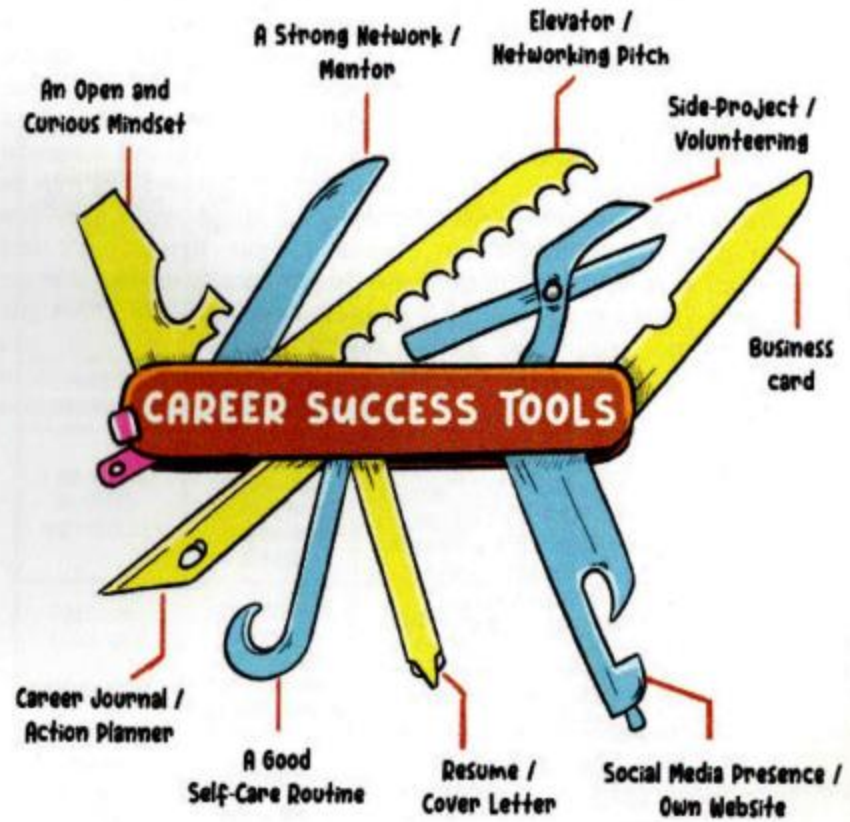 A Strong Network /
Mentor
Elevator /
Networking Pitch
An Open and
Curious Mindset
Side-Project /
Volunteering
Business
card
CAREER SUCCESS TOOLS
Career Journal /
Action Planner
A Good
Self-Care Routine
Resume /
Cover Letter
Social Media Presence /
Own Website